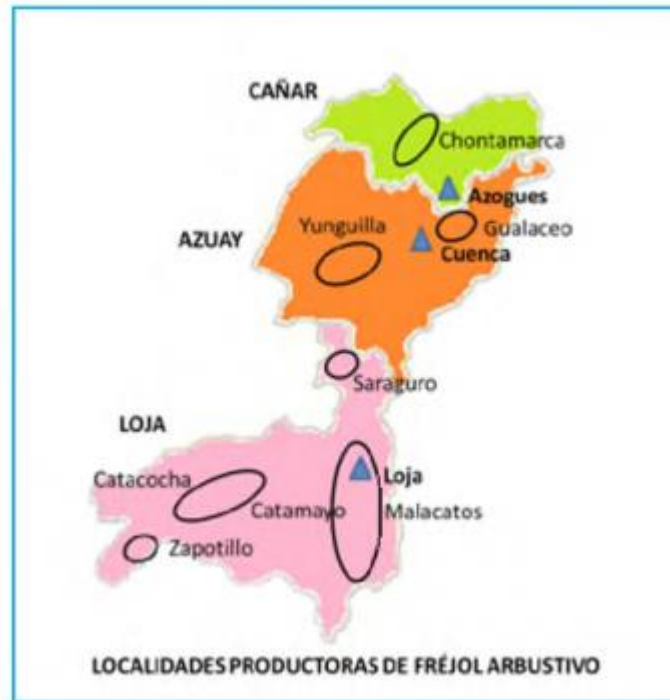 CAÑAR
Chontamarca
Azogues
Yunguilla
Gualaceo
AZUAY
Cuenca
Saraguro
LOJA
Catacocha
Loja
Catamayo
Malacatos
Zapotillo
LOCALIDADES PRODUCTORAS DE FRÉJOL ARBUSTIVO